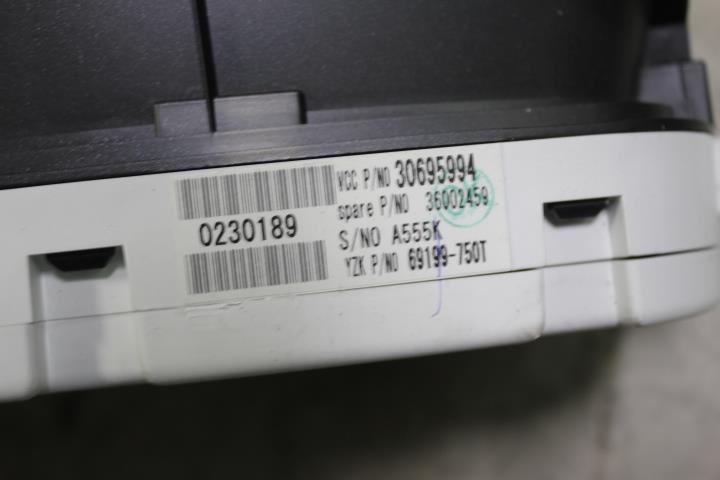 0230189
VCC P/NO 30695994
spare P/NO 36002459
S/NO A555K
YZK P/NO 69199-750T